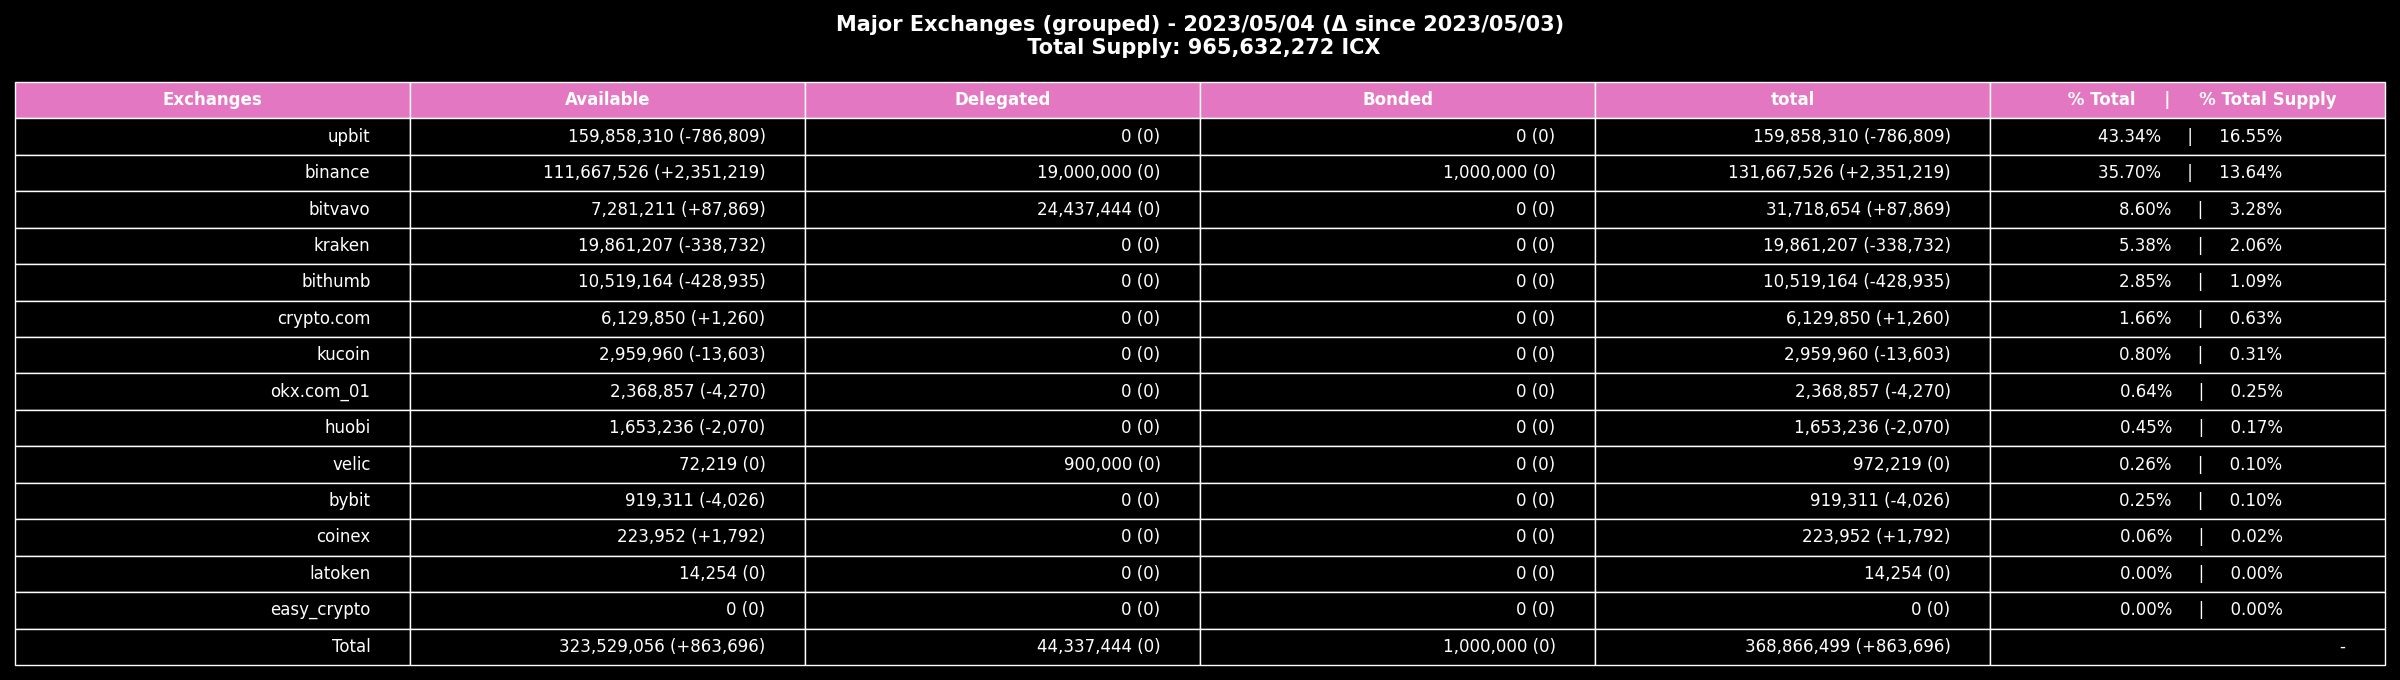 Major Exchanges (grouped) - 2023/05/04 (Δ since 2023/05/03)
Total Supply: 965,632,272 ICX
Exchanges Available Delegated Bonded total % Total | % Total Supply
upbit 159,858,310 (-786,809) 0 (0) 0 (0) 159,858,310 (-786,809) 43.34% | 16.55%
binance 111,667,526 (+2,351,219) 19,000,000 (0) 1,000,000 (0) 131,667,526 (+2,351,219) 35.70% | 13.64%
bitvavo 7,281,211 (+87,869) 24,437,444 (0) 0 (0) 31,718,654 (+87,869) 8.60% | 3.28%
kraken 19,861,207 (-338,732) 0 (0) 0 (0) 19,861,207 (-338,732) 5.38% | 2.06%
bithumb 10,519,164 (-428,935) 0 (0) 0 (0) 10,519,164 (-428,935) 2.85% | 1.09%
crypto.com 6,129,850 (+1,260) 0 (0) 0 (0) 6,129,850 (+1,260) 1.66% | 0.63%
kucoin 2,959,960 (-13,603) 0 (0) 0 (0) 2,959,960 (-13,603) 0.80% | 0.31%
okx.com_01 2,368,857 (-4,270) 0 (0) 0 (0) 2,368,857 (-4,270) 0.64% | 0.25%
huobi 1,653,236 (-2,070) 0 (0) 0 (0) 1,653,236 (-2,070) 0.45% | 0.17%
velic 72,219 (0) 900,000 (0) 0 (0) 972,219 (0) 0.26% | 0.10%
bybit 919,311 (-4,026) 0 (0) 0 (0) 919,311 (-4,026) 0.25% | 0.10%
coinex 223,952 (+1,792) 0 (0) 0 (0) 223,952 (+1,792) 0.06% | 0.02%
latoken 14,254 (0) 0 (0) 0 (0) 14,254 (0) 0.00% | 0.00%
easy_crypto 0 (0) 0 (0) 0 (0) 0 (0) 0.00% | 0.00%
Total 323,529,056 (+863,696) 44,337,444 (0) 1,000,000 (0) 368,866,499 (+863,696) -